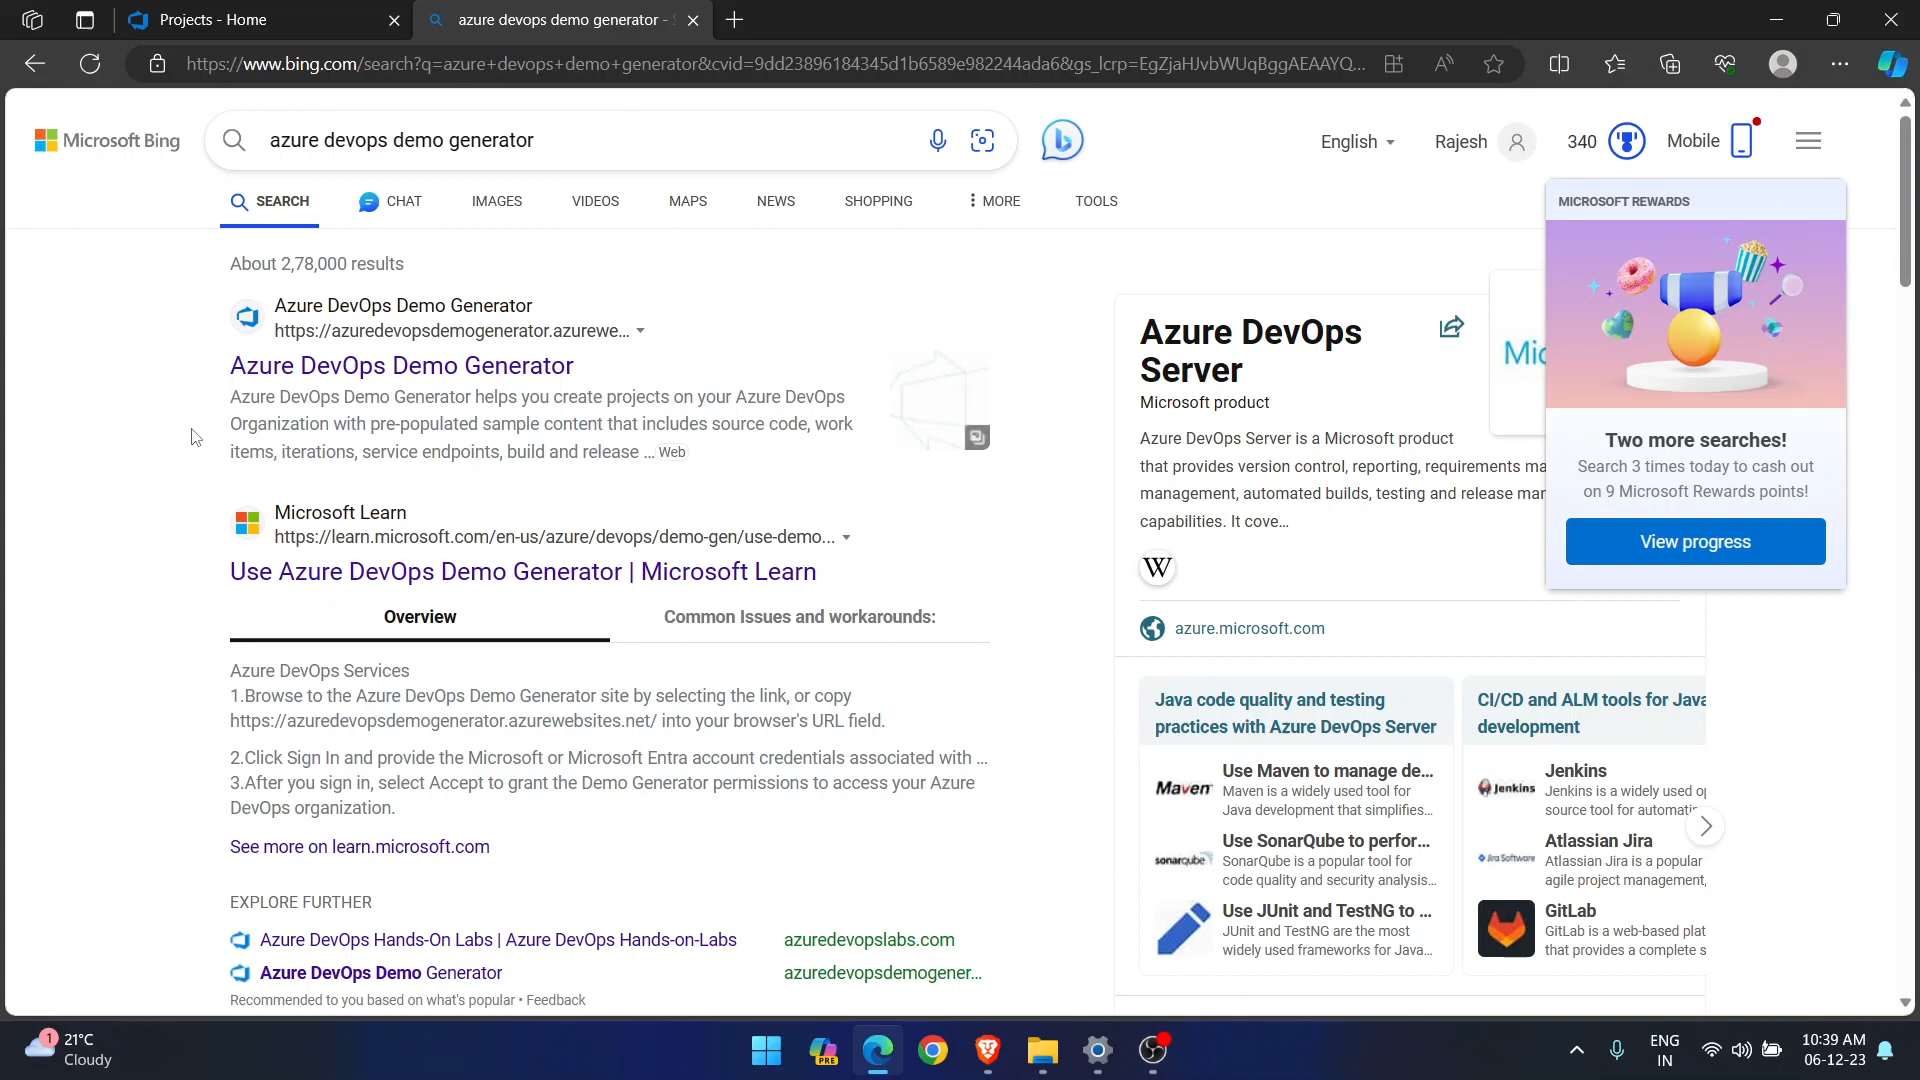 Projects - Home
azure devops demo generator -
https://www.bing.com/search?q=azure+devops+demo+generator&cvid=9dd23896184345d1b6589e982244ada6&gs_lcrp=EgZjaHJvbWUqBggAEAAYQ...
Microsoft Bing
azure devops demo generator
English
Rajesh
340
Mobile
SEARCH
CHAT
IMAGES
VIDEOS
MAPS
NEWS
SHOPPING
MORE
TOOLS
About 2,78,000 results
Azure DevOps Demo Generator
https://azuredevopsdemogenerator.azurewe...
Azure DevOps Demo Generator
Azure DevOps Demo Generator helps you create projects on your Azure DevOps
Organization with pre-populated sample content that includes source code, work
items, iterations, service endpoints, build and release ... Web
Microsoft Learn
https://learn.microsoft.com/en-us/azure/devops/demo-gen/use-demo...
Use Azure DevOps Demo Generator | Microsoft Learn
Overview
Common Issues and workarounds:
Azure DevOps Services
1.Browse to the Azure DevOps Demo Generator site by selecting the link, or copy
https://azuredevopsdemogenerator.azurewebsites.net/ into your browser's URL field.
2.Click Sign In and provide the Microsoft or Microsoft Entra account credentials associated with ...
3.After you sign in, select Accept to grant the Demo Generator permissions to access your Azure
DevOps organization.
See more on learn.microsoft.com
EXPLORE FURTHER
Azure DevOps Hands-On Labs | Azure DevOps Hands-on-Labs
azuredevopslabs.com
Azure DevOps Demo Generator
azuredevopsdemogener...
Recommended to you based on what's popular • Feedback
Azure DevOps
Server
Microsoft product
Azure DevOps Server is a Microsoft product
that provides version control, reporting, requirements ma
management, automated builds, testing and release mar
capabilities. It cove...
W
Mic
azure.microsoft.com
Java code quality and testing
practices with Azure DevOps Server
Maven
Use Maven to manage de...
Maven is a widely used tool for
Java development that simplifies...
sonarqube
Use SonarQube to perfor...
SonarQube is a popular tool for
code quality and security analysis...
Use JUnit and TestNG to ...
JUnit and TestNG are the most
widely used frameworks for Java...
CI/CD and ALM tools for Java
development
Jenkins
Jenkins
Jenkins is a widely used op
source tool for automatin
Jira Software
Atlassian Jira
Atlassian Jira is a popular
agile project management,
GitLab
GitLab is a web-based plat
that provides a complete s
MICROSOFT REWARDS
Two more searches!
Search 3 times today to cash out
on 9 Microsoft Rewards points!
View progress
1
21°C
Cloudy
PRE
ENG
IN
10:39 AM
06-12-23